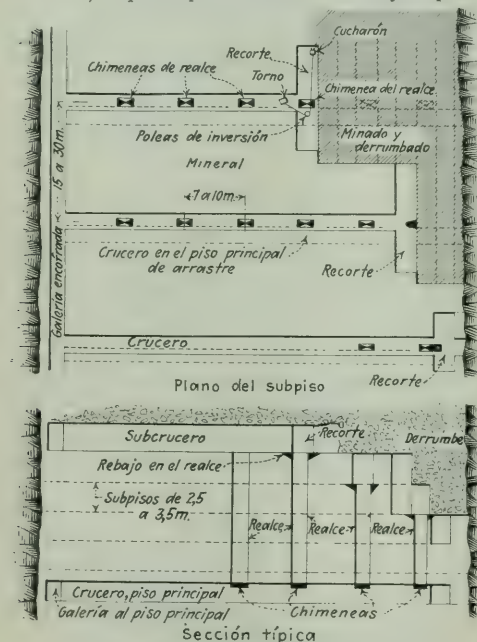 Cucharón
Recorte
Chimeneas de realce
Torno
Chimenea del realce
Poleas de inversión
Minado y
derrumbado
Mineral
15 a 30 m.
Galería encofrada
7 a 10 m.
Crucero en el piso principal
de arrastre
Recorte
Crucero
Recorte
Plano del subpiso
Subcrucero
Recorte
Derrumbe
Rebajo en el realce
Subpisos de 2,5
a 3,5 m.
Realce
Realce
Realce
Crucero, piso principal
Galería al piso principal
Chimeneas
Sección típica